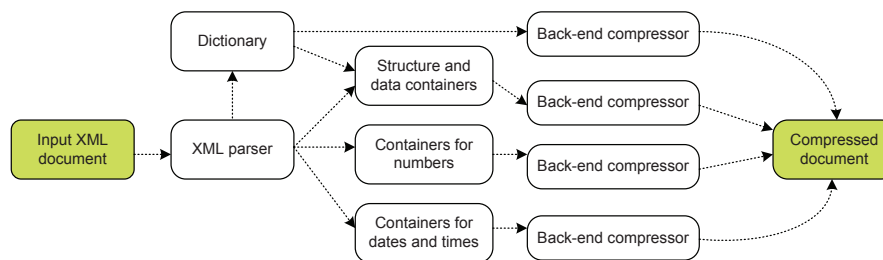 Dictionary
Back-end compressor
Structure and
data containers
Back-end compressor
Input XML
document
XML parser
Containers for
numbers
Back-end compressor
Compressed
document
Containers for
dates and times
Back-end compressor